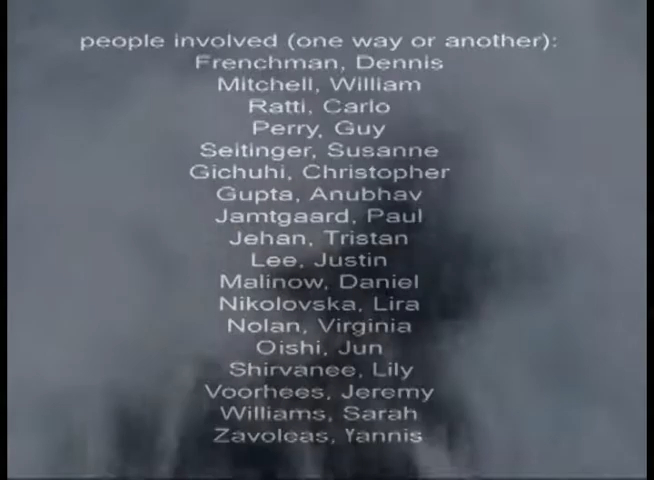 people involved (one way or another):
Frenchman, Dennis
Mitchell, William
Ratti, Carlo
Perry, Guy
Seitinger, Susanne
Gichuhi, Christopher
Gupta, Anubhav
Jamtgaard, Paul
Jehan, Tristan
Lee, Justin
Malinow, Daniel
Nikolovska, Lira
Nolan, Virginia
Oishi, Jun
Shirvanee, Lily
Voorhees, Jeremy
Williams, Sarah
Zavoleas, Yannis